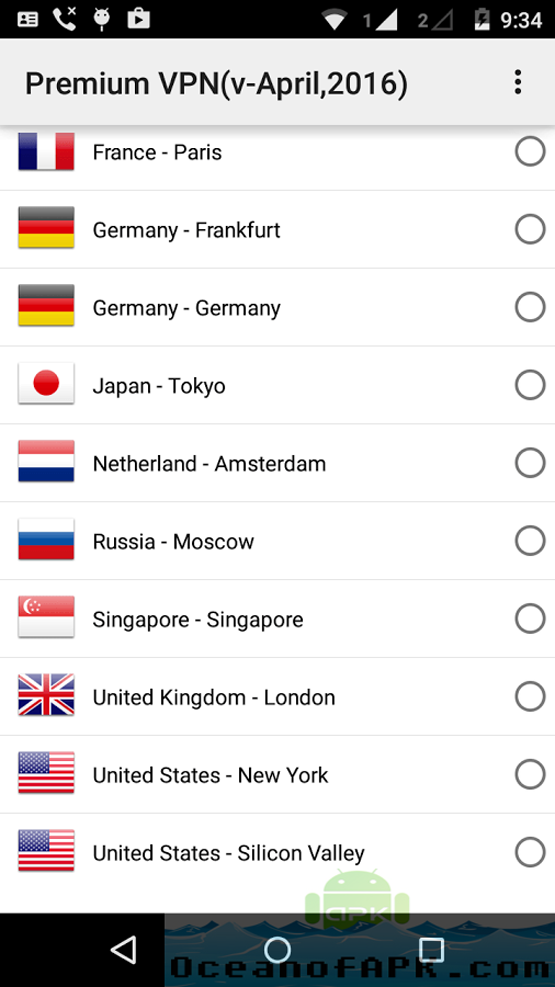 1
2
9:34
Premium VPN(v-April,2016)
France - Paris
Germany - Frankfurt
Germany - Germany
Japan - Tokyo
Netherland - Amsterdam
Russia - Moscow
Singapore - Singapore
United Kingdom - London
United States - New York
United States - Silicon Valley
apk
OceanofAPK.com